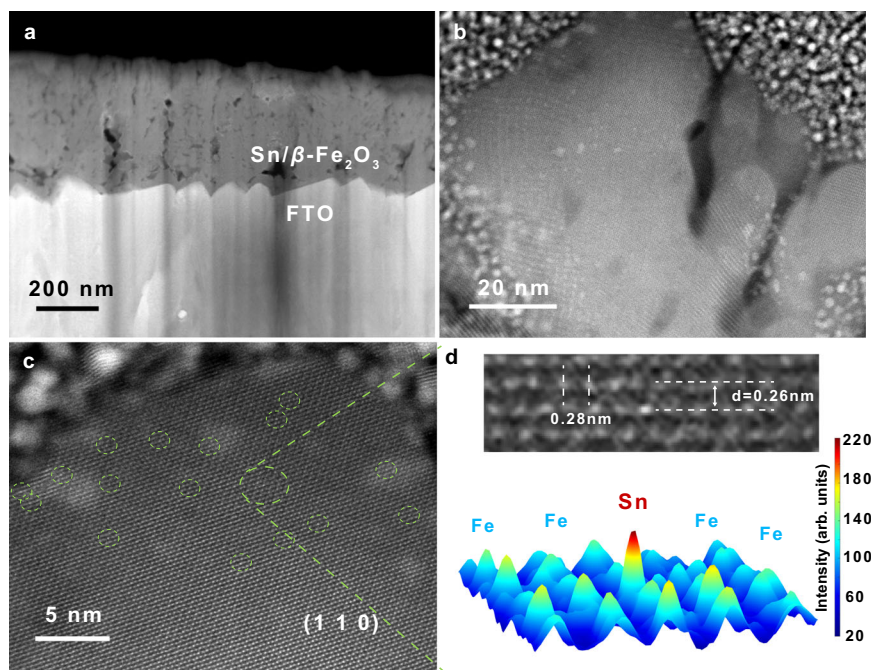 a
Sn/β-Fe2O3
FTO
200 nm
b
20 nm
c
5 nm
(1 1 0)
d
d=0.26nm
0.28nm
Sn
Fe
Fe
Fe
Fe
220
180
140
100
60
20
Intensity (arb. units)